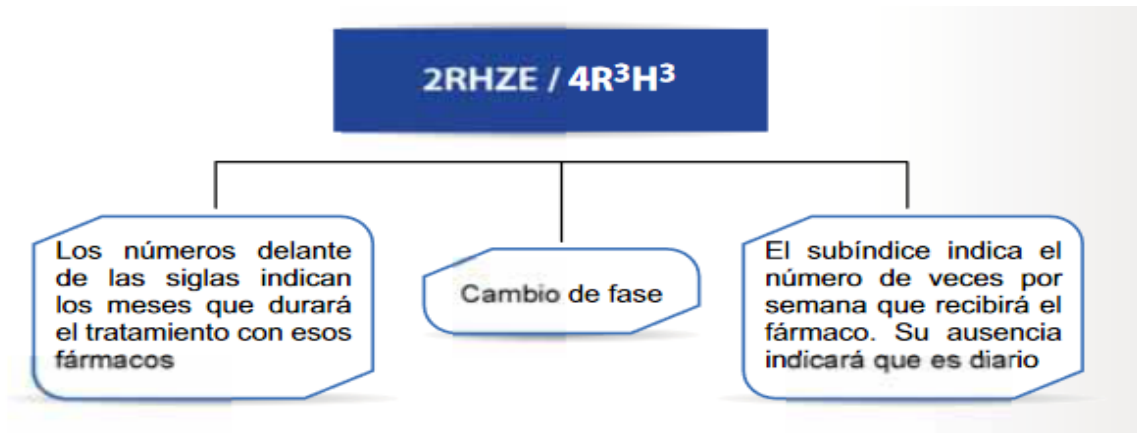 2RHZE / 4R³H³
Los números delante
de las siglas indican
los meses que durará
el tratamiento con esos
fármacos
Cambio de fase
El subíndice indica el
número de veces por
semana que recibirá el
fármaco. Su ausencia
indicará que es diario